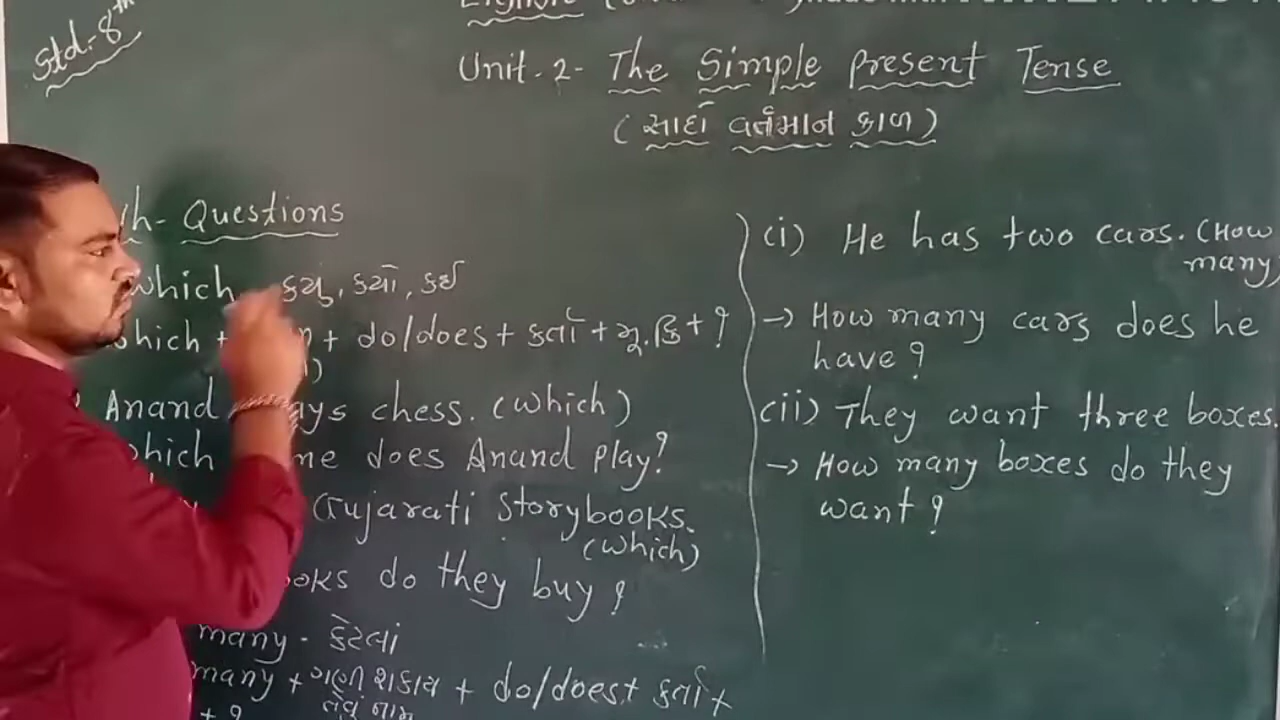 Std.- 8th
Unit - 2 - The Simple Present Tense
(સાદો વર્તમાન કાળ)
Wh- Questions
which - કયું, કયો, કઈ
which + + do/does + કર્તા + મૂ.ક્રિ + ?
Anand plays chess. (which)
which game does Anand play?
Gujarati storybooks.
(which)
books do they buy?
many - કેટલાં
many + ગણી શકાય + do/does + કર્તા +
તેવું નામ
+ ?
(i) He has two cars. (How
many)
→ How many cars does he
have?
(ii) They want three boxes.
→ How many boxes do they
want?